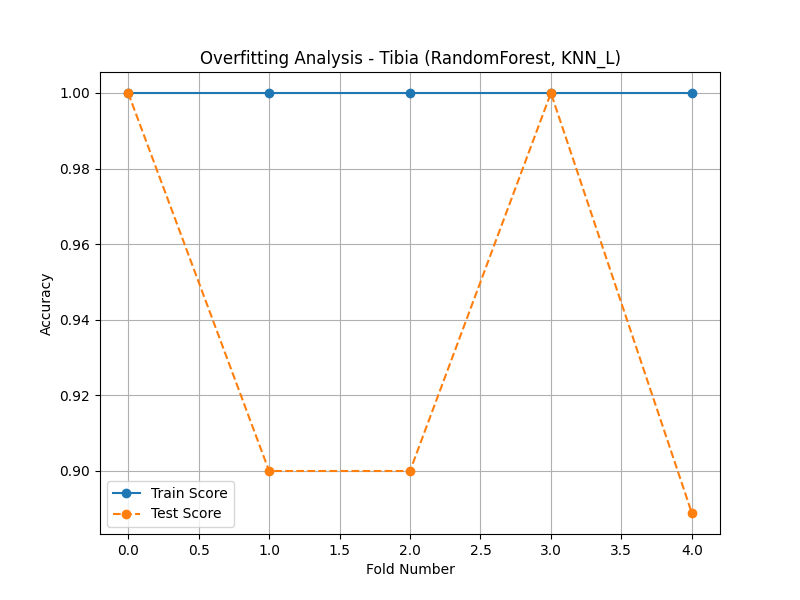 Overfitting Analysis - Tibia (RandomForest, KNN_L)
1.00
0.98
0.96
0.94
0.92
0.90
Accuracy
Train Score
Test Score
0.0 0.5 1.0 1.5 2.0 2.5 3.0 3.5 4.0
Fold Number